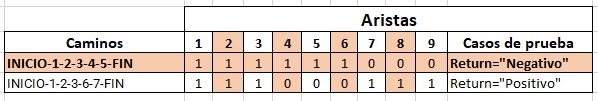 Aristas
Caminos 1 2 3 4 5 6 7 8 9 Casos de prueba
INICIO-1-2-3-4-5-FIN 1 1 1 1 1 1 0 0 0 Return="Negativo"
INICIO-1-2-3-6-7-FIN 1 1 1 0 0 0 1 1 1 Return="Positivo"